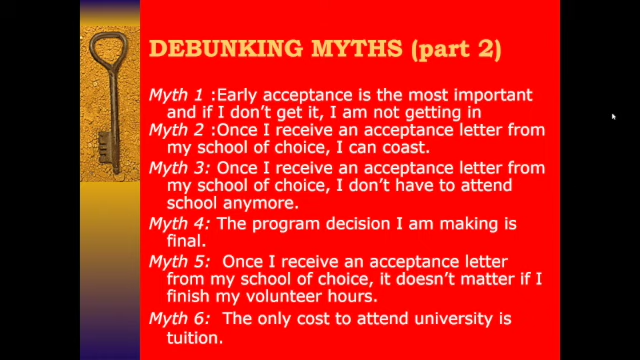 DEBUNKING MYTHS (part 2)
Myth 1 :Early acceptance is the most important
and if I don't get it, I am not getting in
Myth 2 :Once I receive an acceptance letter from
my school of choice, I can coast.
Myth 3: Once I receive an acceptance letter from
my school of choice, I don't have to attend
school anymore.
Myth 4: The program decision I am making is
final.
Myth 5: Once I receive an acceptance letter
from my school of choice, it doesn't matter if I
finish my volunteer hours.
Myth 6: The only cost to attend university is
tuition.